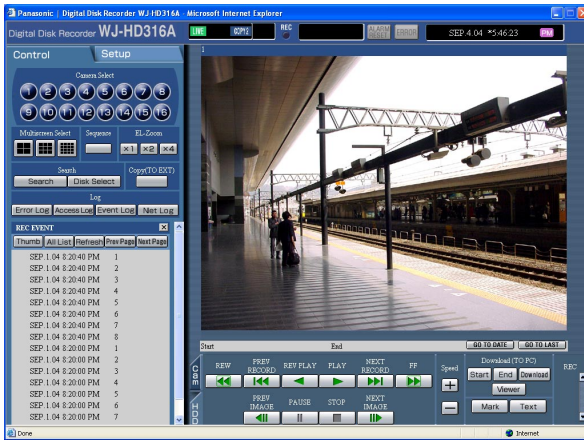 Panasonic | Digital Disk Recorder WJ-HD316A - Microsoft Internet Explorer
Digital Disk Recorder WJ-HD316A
LIVE COPY2 REC ALARM RESET ERROR SEP.4.04 *5:46:23 PM
Control Setup
1
Camera Select
1 2 3 4 5 6 7 8
9 10 11 12 13 14 15 16
Multiscreen Select Sequence EL-Zoom
×1 ×2 ×4
Search Copy(TO EXT)
Search Disk Select
Log
Error Log Access Log Event Log Net Log
REC EVENT
Thumb All List Refresh Prev Page Next Page
SEP.1.04 8:20:40 PM 1
SEP.1.04 8:20:40 PM 2
SEP.1.04 8:20:40 PM 3
SEP.1.04 8:20:40 PM 4
SEP.1.04 8:20:40 PM 5
SEP.1.04 8:20:40 PM 6
SEP.1.04 8:20:40 PM 7
SEP.1.04 8:20:40 PM 8
SEP.1.04 8:20:00 PM 1
SEP.1.04 8:20:00 PM 2
SEP.1.04 8:20:00 PM 3
SEP.1.04 8:20:00 PM 4
SEP.1.04 8:20:00 PM 5
SEP.1.04 8:20:00 PM 6
SEP.1.04 8:20:00 PM 7
Start End GO TO DATE GO TO LAST
Cam
HDD
REW PREV RECORD REV PLAY PLAY NEXT RECORD FF
PREV IMAGE PAUSE STOP NEXT IMAGE
Speed
Download (TO PC)
Start End Download
Viewer
Mark Text
REC
Done Internet